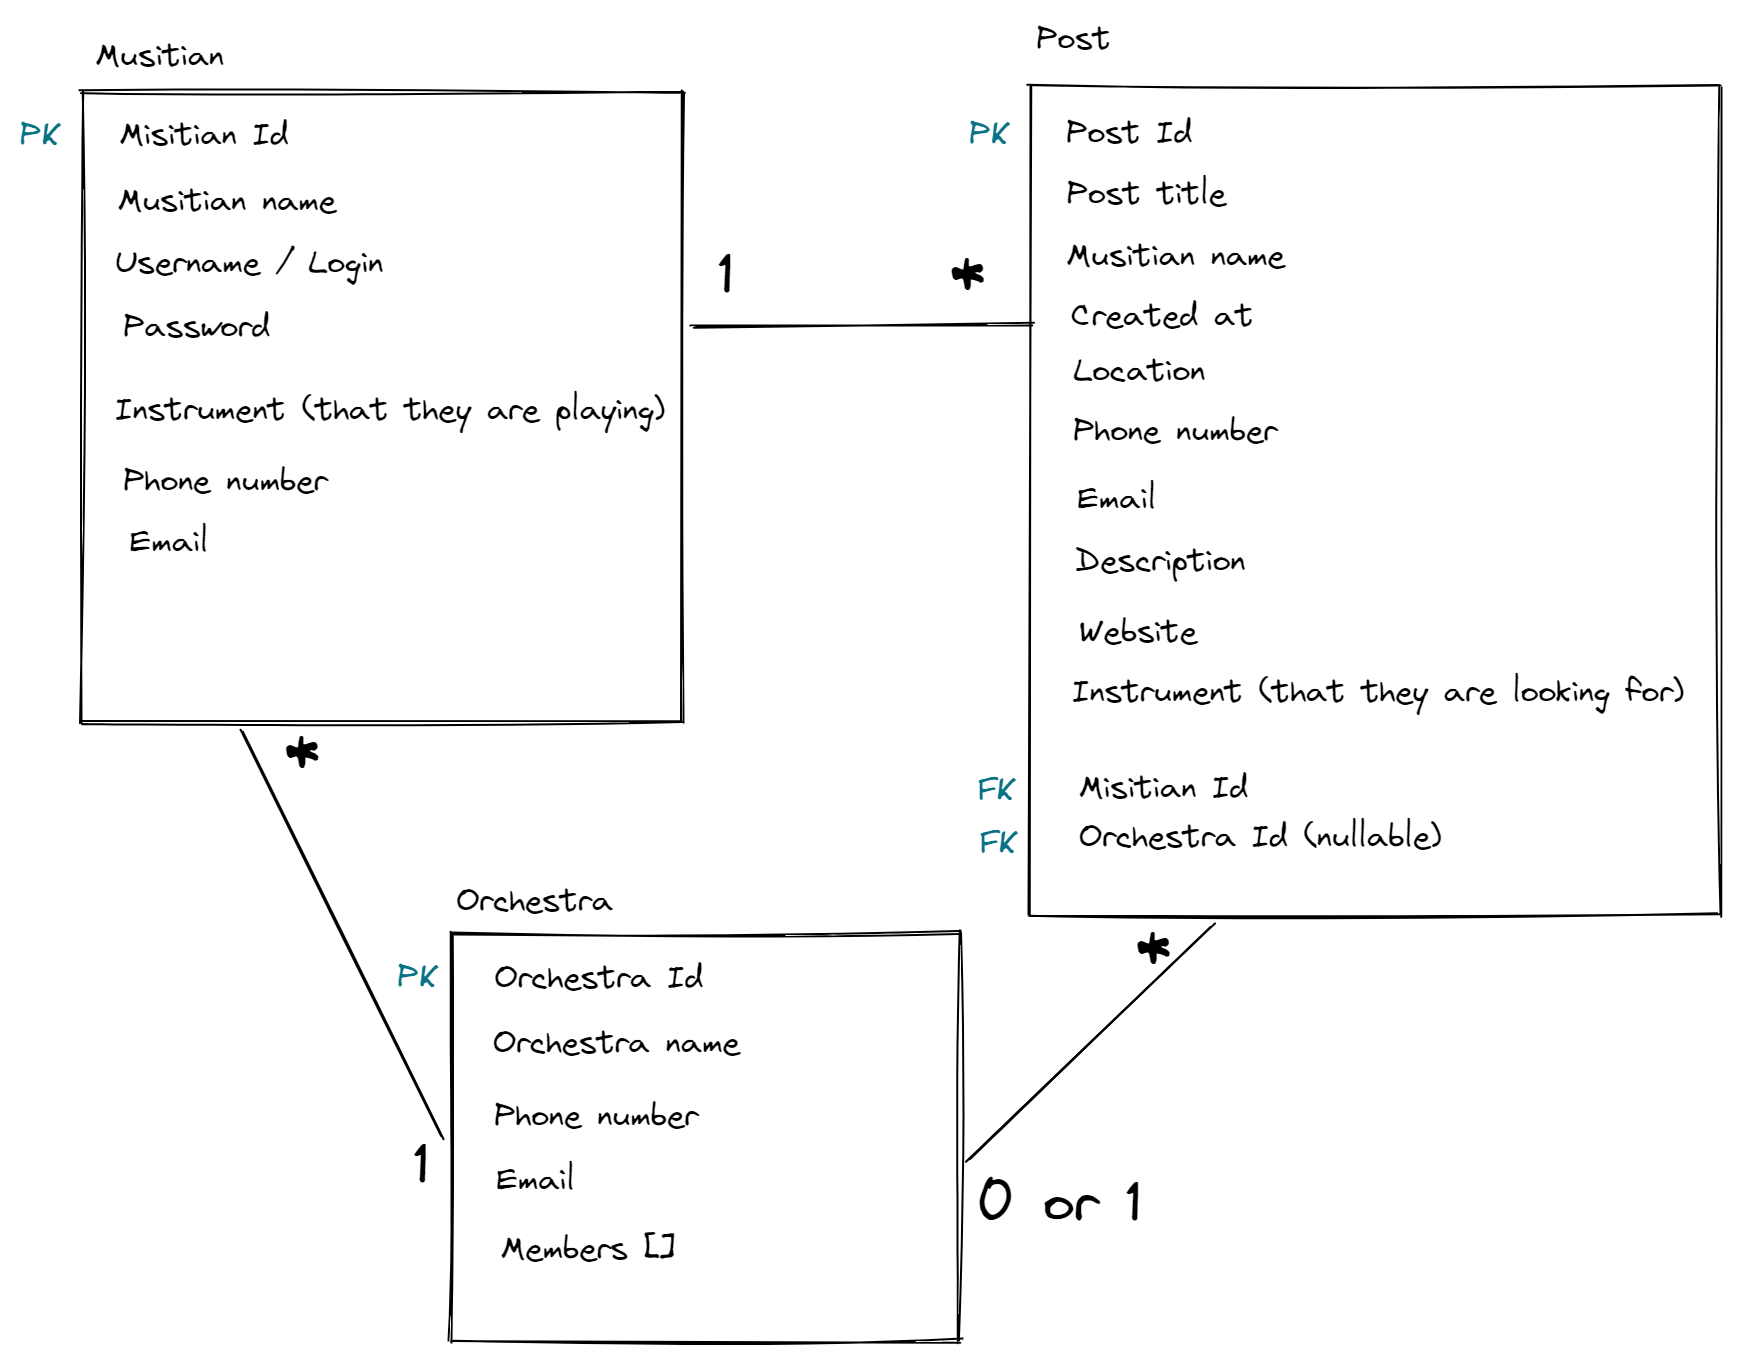 Musitian
PK
Misitian Id
Musitian name
Username / Login
Password
Instrument (that they are playing)
Phone number
Email
1
*
Post
PK
Post Id
Post title
Musitian name
Created at
Location
Phone number
Email
Description
Website
Instrument (that they are looking for)
FK
Misitian Id
FK
Orchestra Id (nullable)
*
1
Orchestra
PK
Orchestra Id
Orchestra name
Phone number
Email
Members []
*
0 or 1